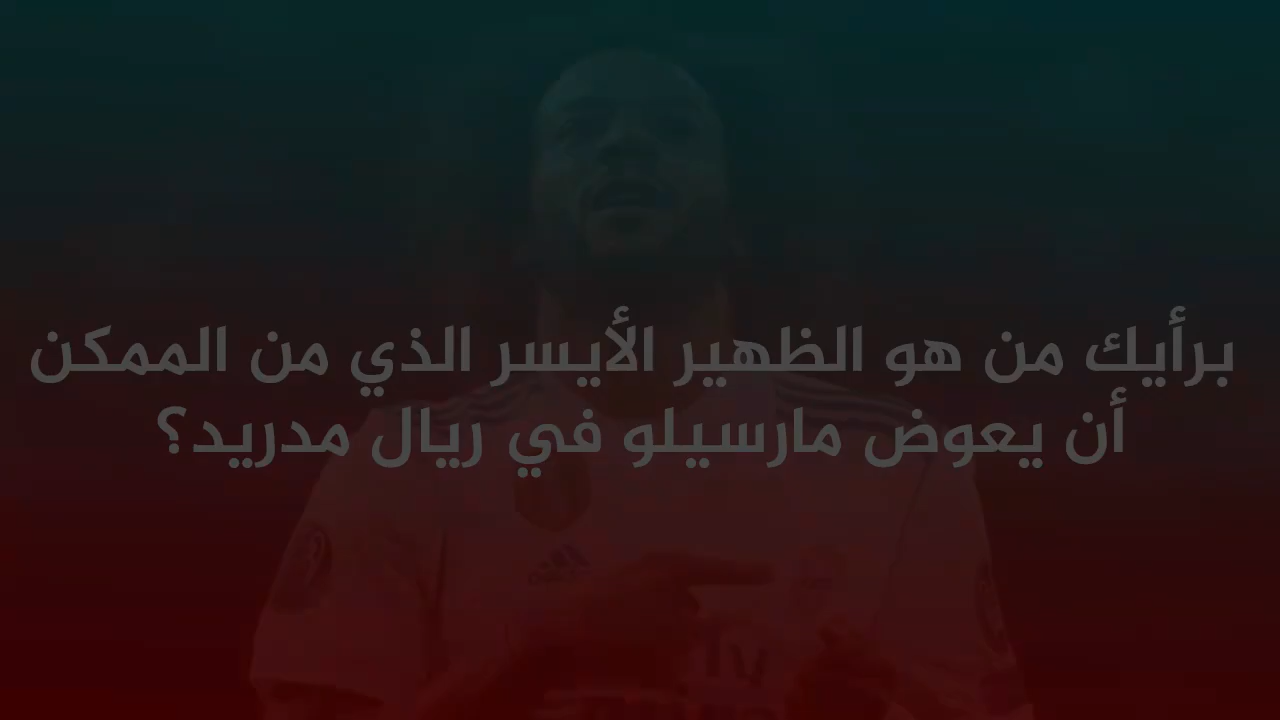 برأيك من هو الظهير الأيسر الذي من الممكن
أن يعوض مارسيلو في ريال مدريد؟